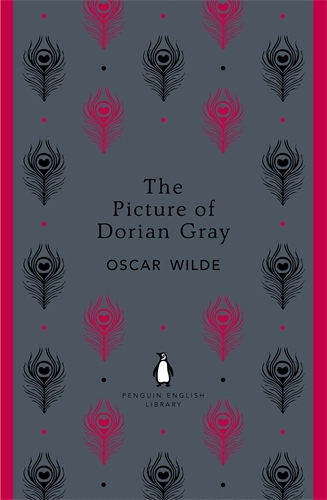 The
Picture of
Dorian Gray
OSCAR WILDE
PENGUIN ENGLISH
LIBRARY